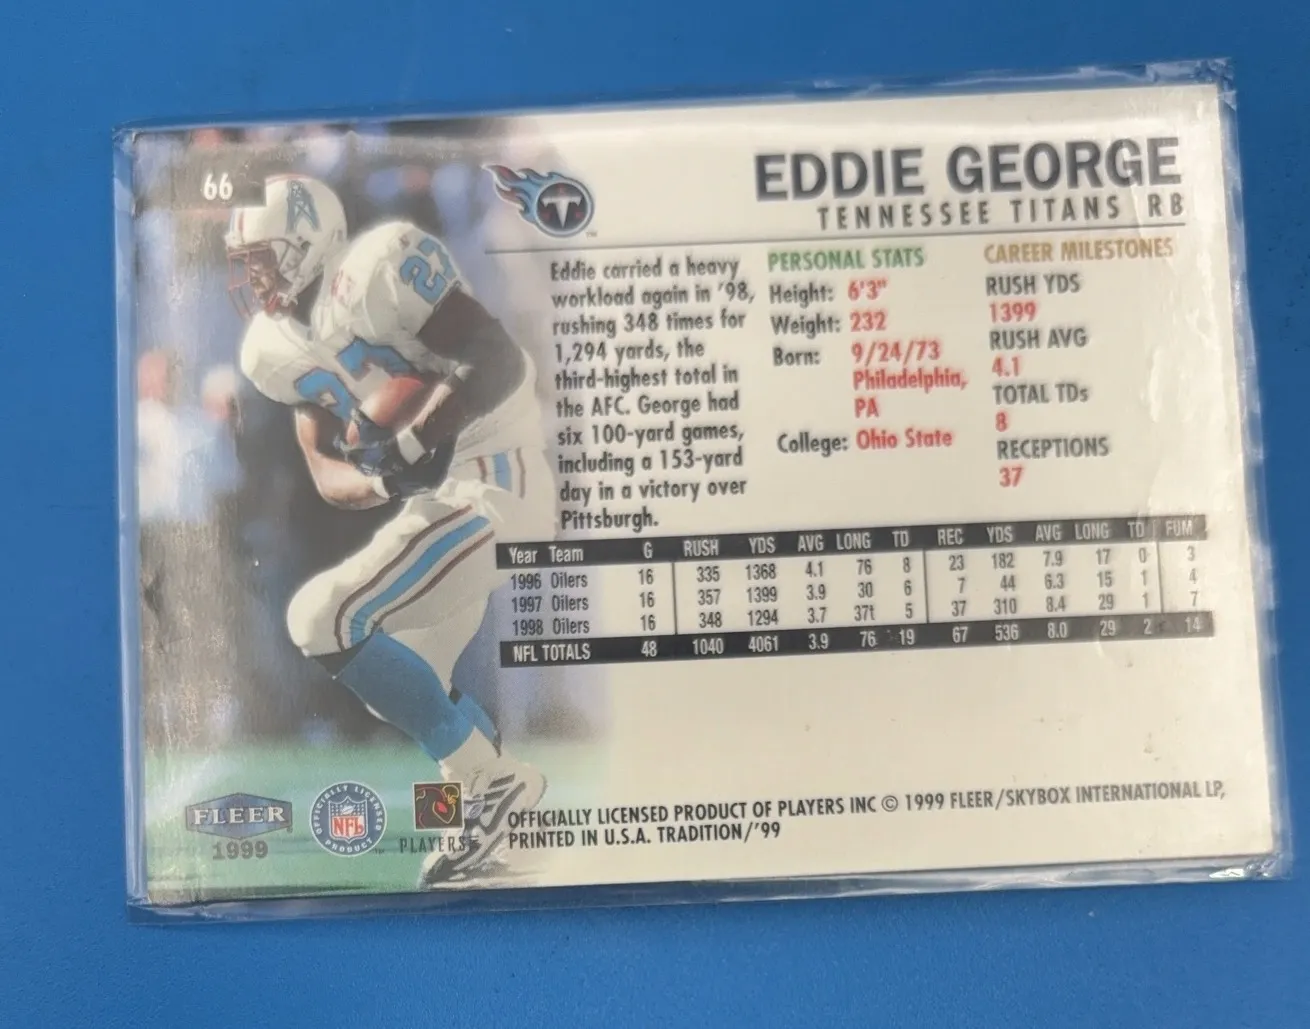 66
EDDIE GEORGE
TENNESSEE TITANS RB
Eddie carried a heavy
workload again in '98,
rushing 348 times for
1,294 yards, the
third-highest total in
the AFC. George had
six 100-yard games,
including a 153-yard
day in a victory over
Pittsburgh.
PERSONAL STATS
Height: 6'3"
Weight: 232
Born: 9/24/73
Philadelphia,
PA
College: Ohio State
CAREER MILESTONES
RUSH YDS
1399
RUSH AVG
4.1
TOTAL TDs
8
RECEPTIONS
37
Year Team G RUSH YDS AVG LONG TD REC YDS AVG LONG TD FUM
1996 Oilers 16 335 1368 4.1 76 8 23 182 7.9 17 0 3
1997 Oilers 16 357 1399 3.9 30 6 7 44 6.3 15 1 4
1998 Oilers 16 348 1294 3.7 37t 5 37 310 8.4 29 1 7
NFL TOTALS 48 1040 4061 3.9 76 19 67 536 8.0 29 2 14
27
T
TM
FLEER
1999
OFFICIALLY LICENSED PRODUCT
NFL
PLAYERS
OFFICIALLY LICENSED PRODUCT OF PLAYERS INC © 1999 FLEER/SKYBOX INTERNATIONAL LP,
PRINTED IN U.S.A. TRADITION/'99